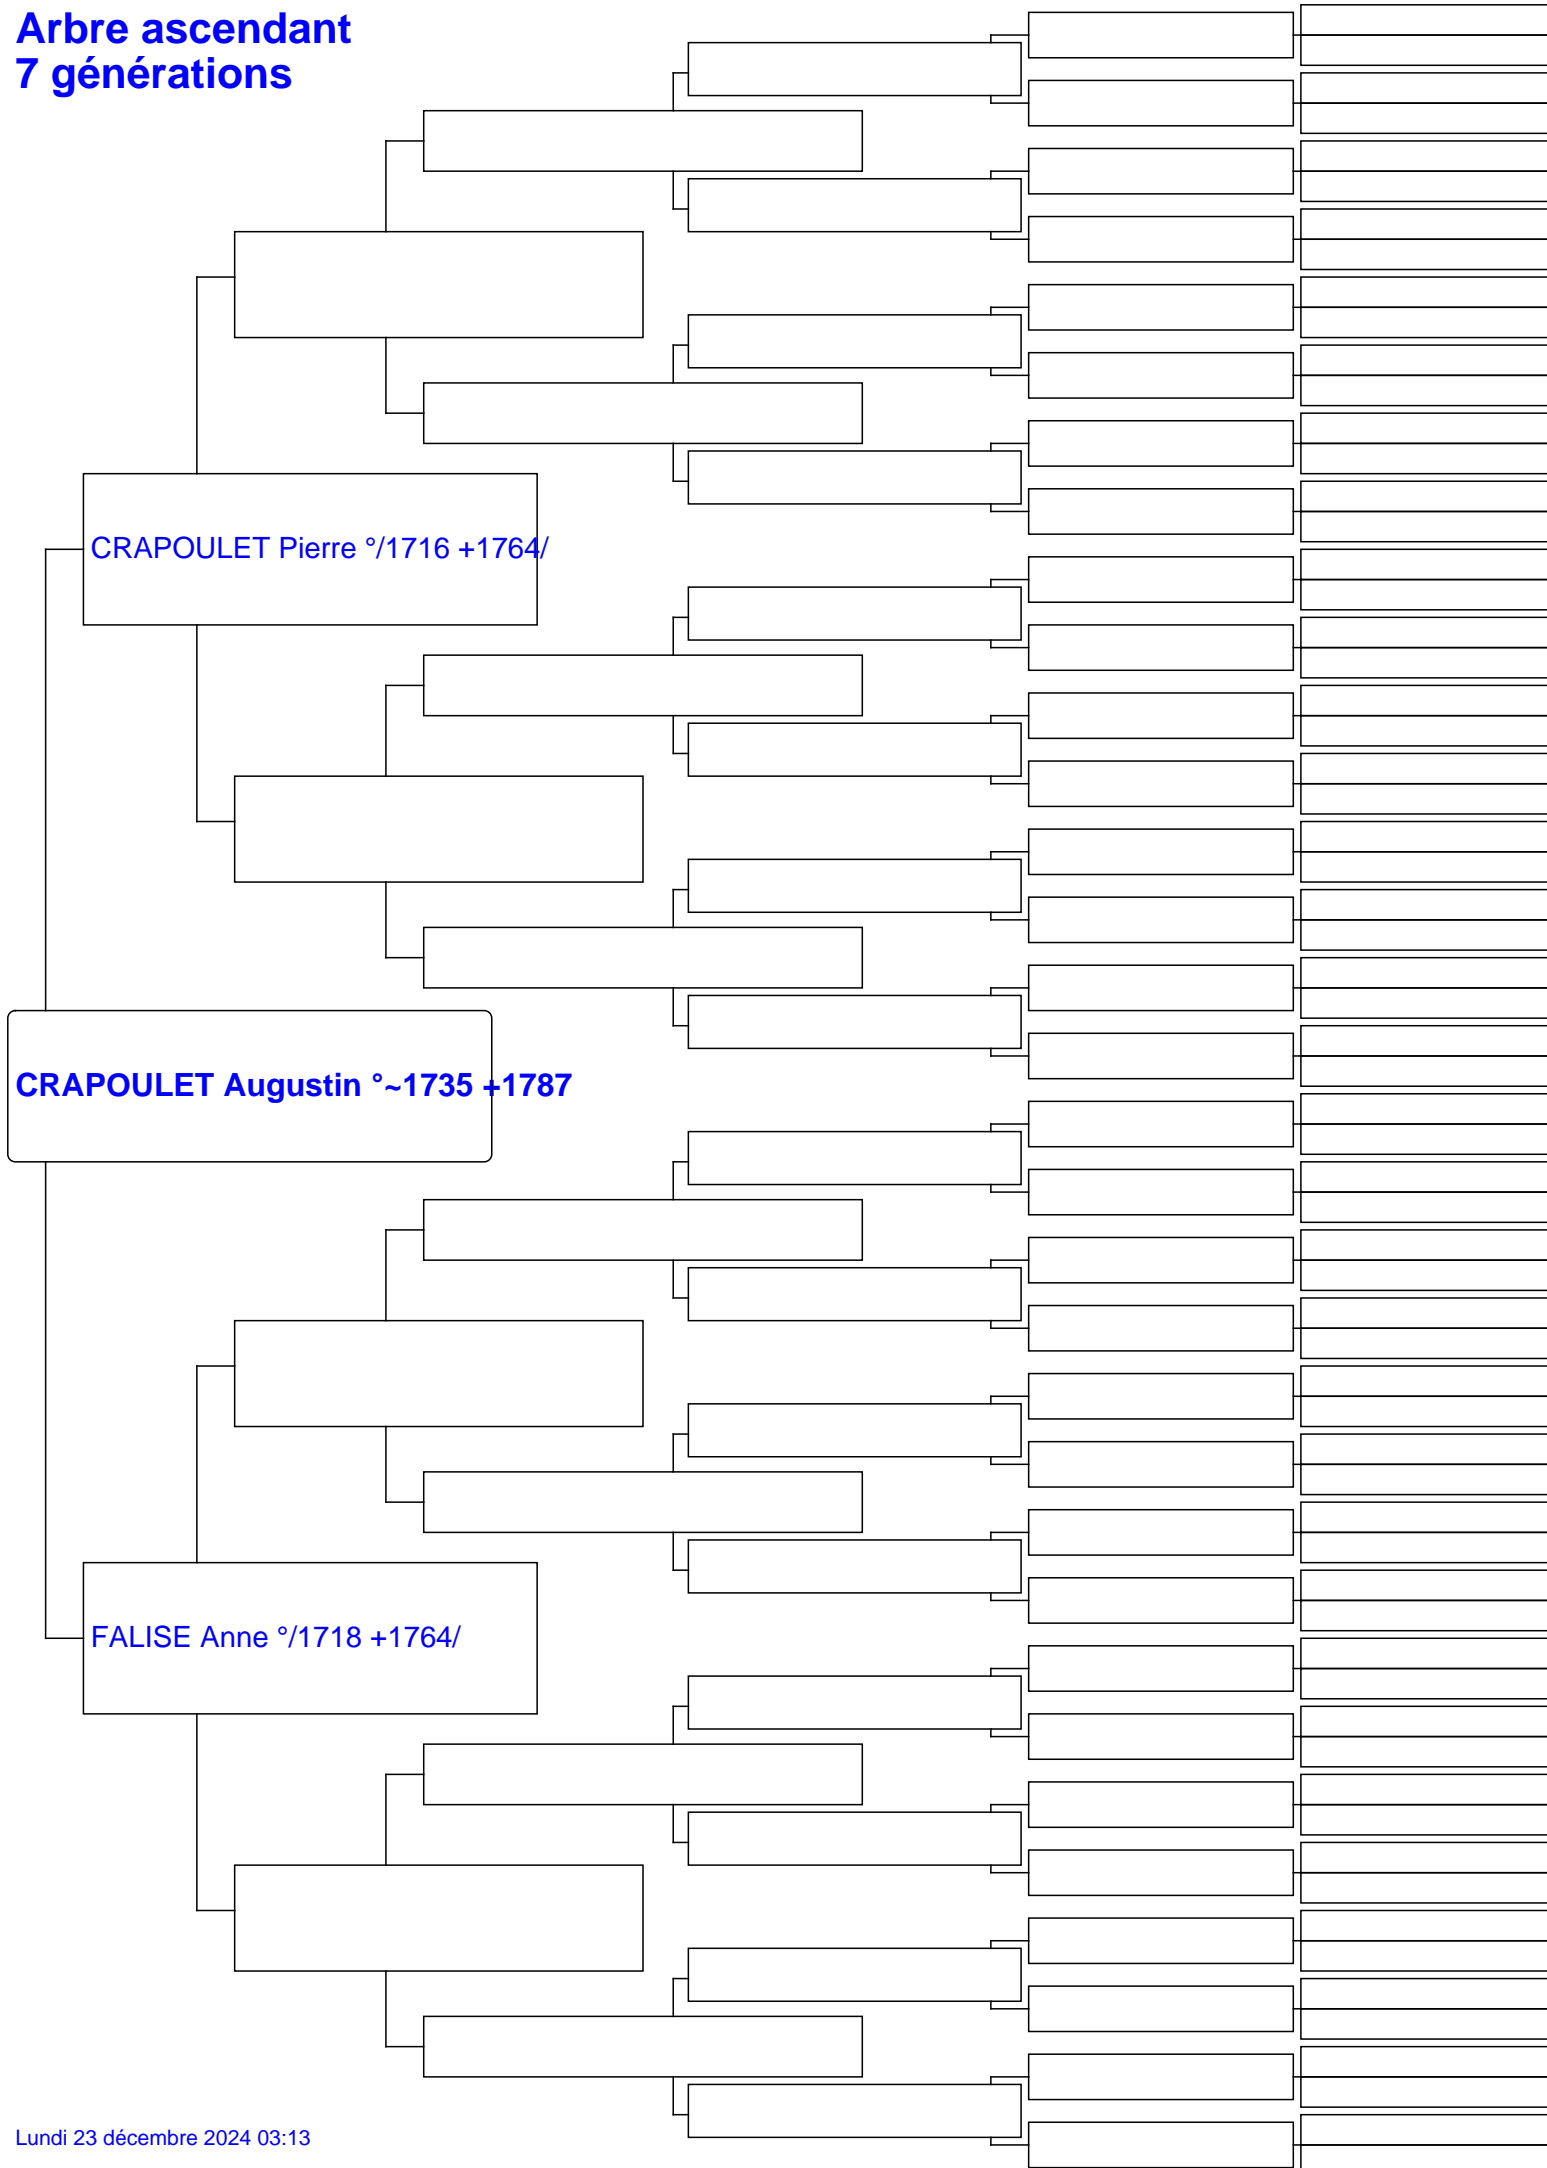 Arbre ascendant
7 générations
CRAPOULET Pierre °/1716 +1764/
CRAPOULET Augustin °~1735 +1787
FALISE Anne °/1718 +1764/
Lundi 23 décembre 2024 03:13